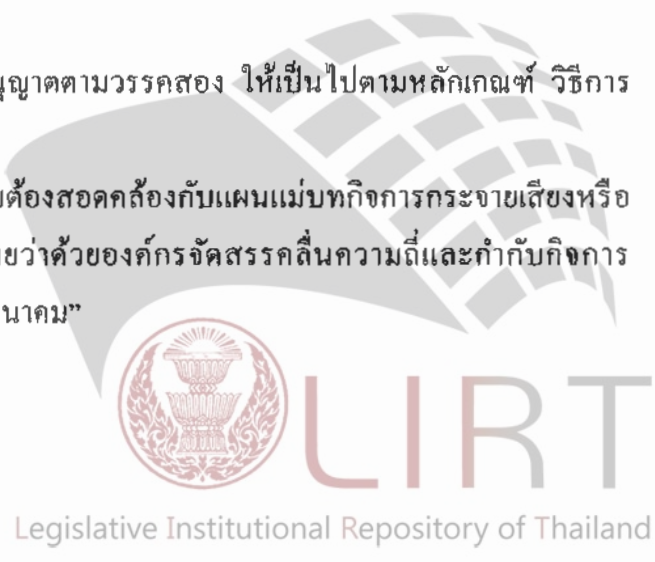 ญาตตามวรรคสอง ให้เป็นไปตามหลักเกณฑ์ วิธีการ
ต้องสอดคล้องกับแผนแม่บทกิจการกระจายเสียงหรือ
ยว่าด้วยองค์กรจัดสรรคลื่นความถี่และกำกับกิจการ
นาคม”
LIRT
Legislative Institutional Repository of Thailand